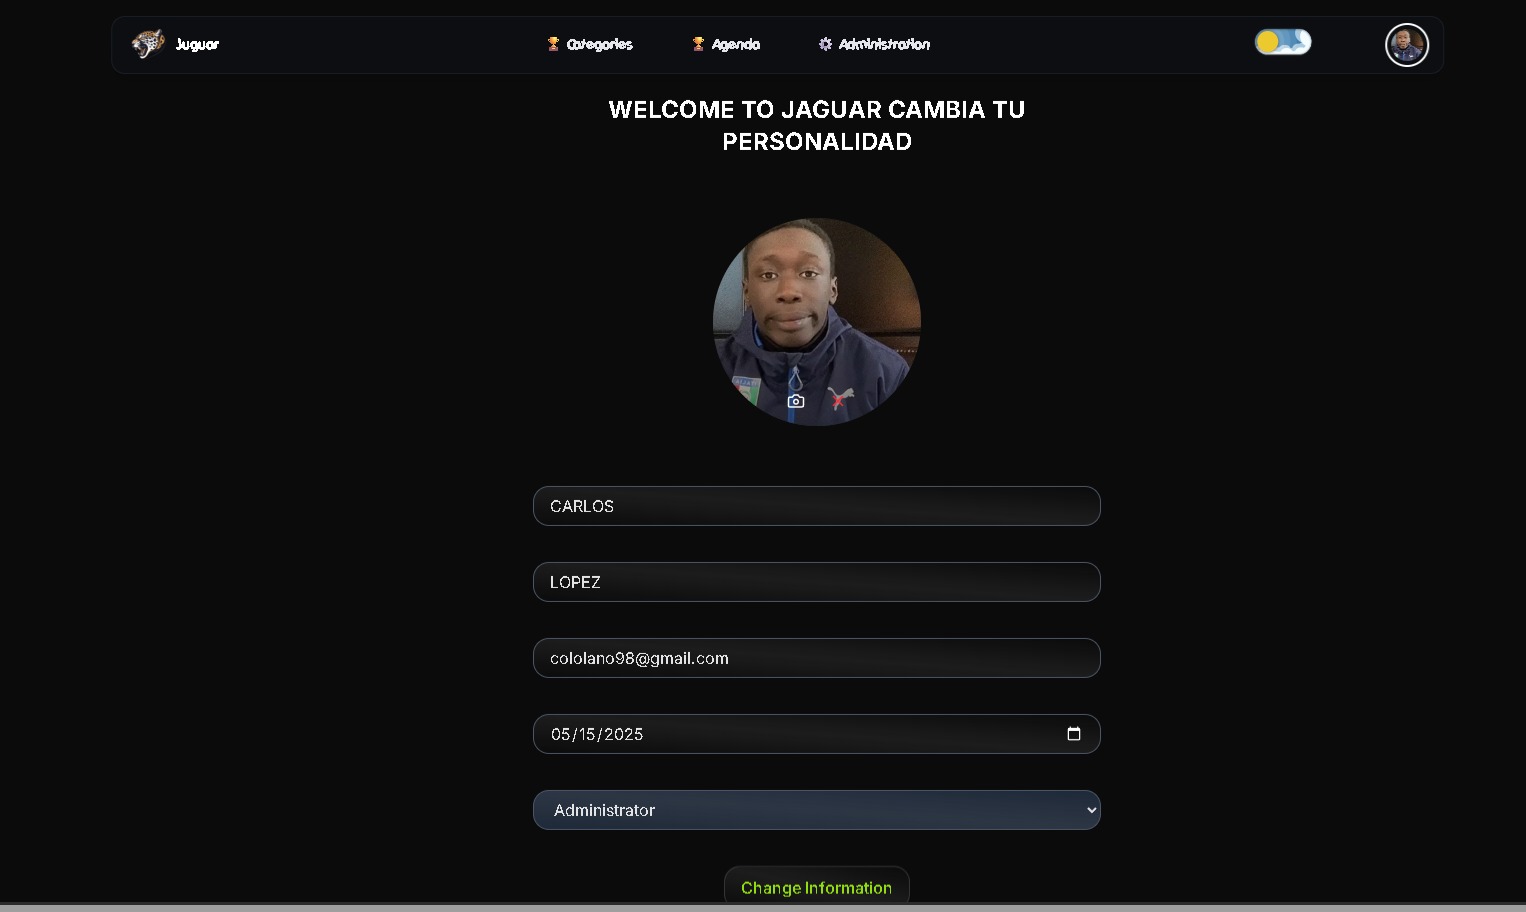 Juguar
Categories
Agenda
Administration
WELCOME TO JAGUAR CAMBIA TU
PERSONALIDAD
CARLOS
LOPEZ
cololano98@gmail.com
05/15/2025
Administrator
Change Information